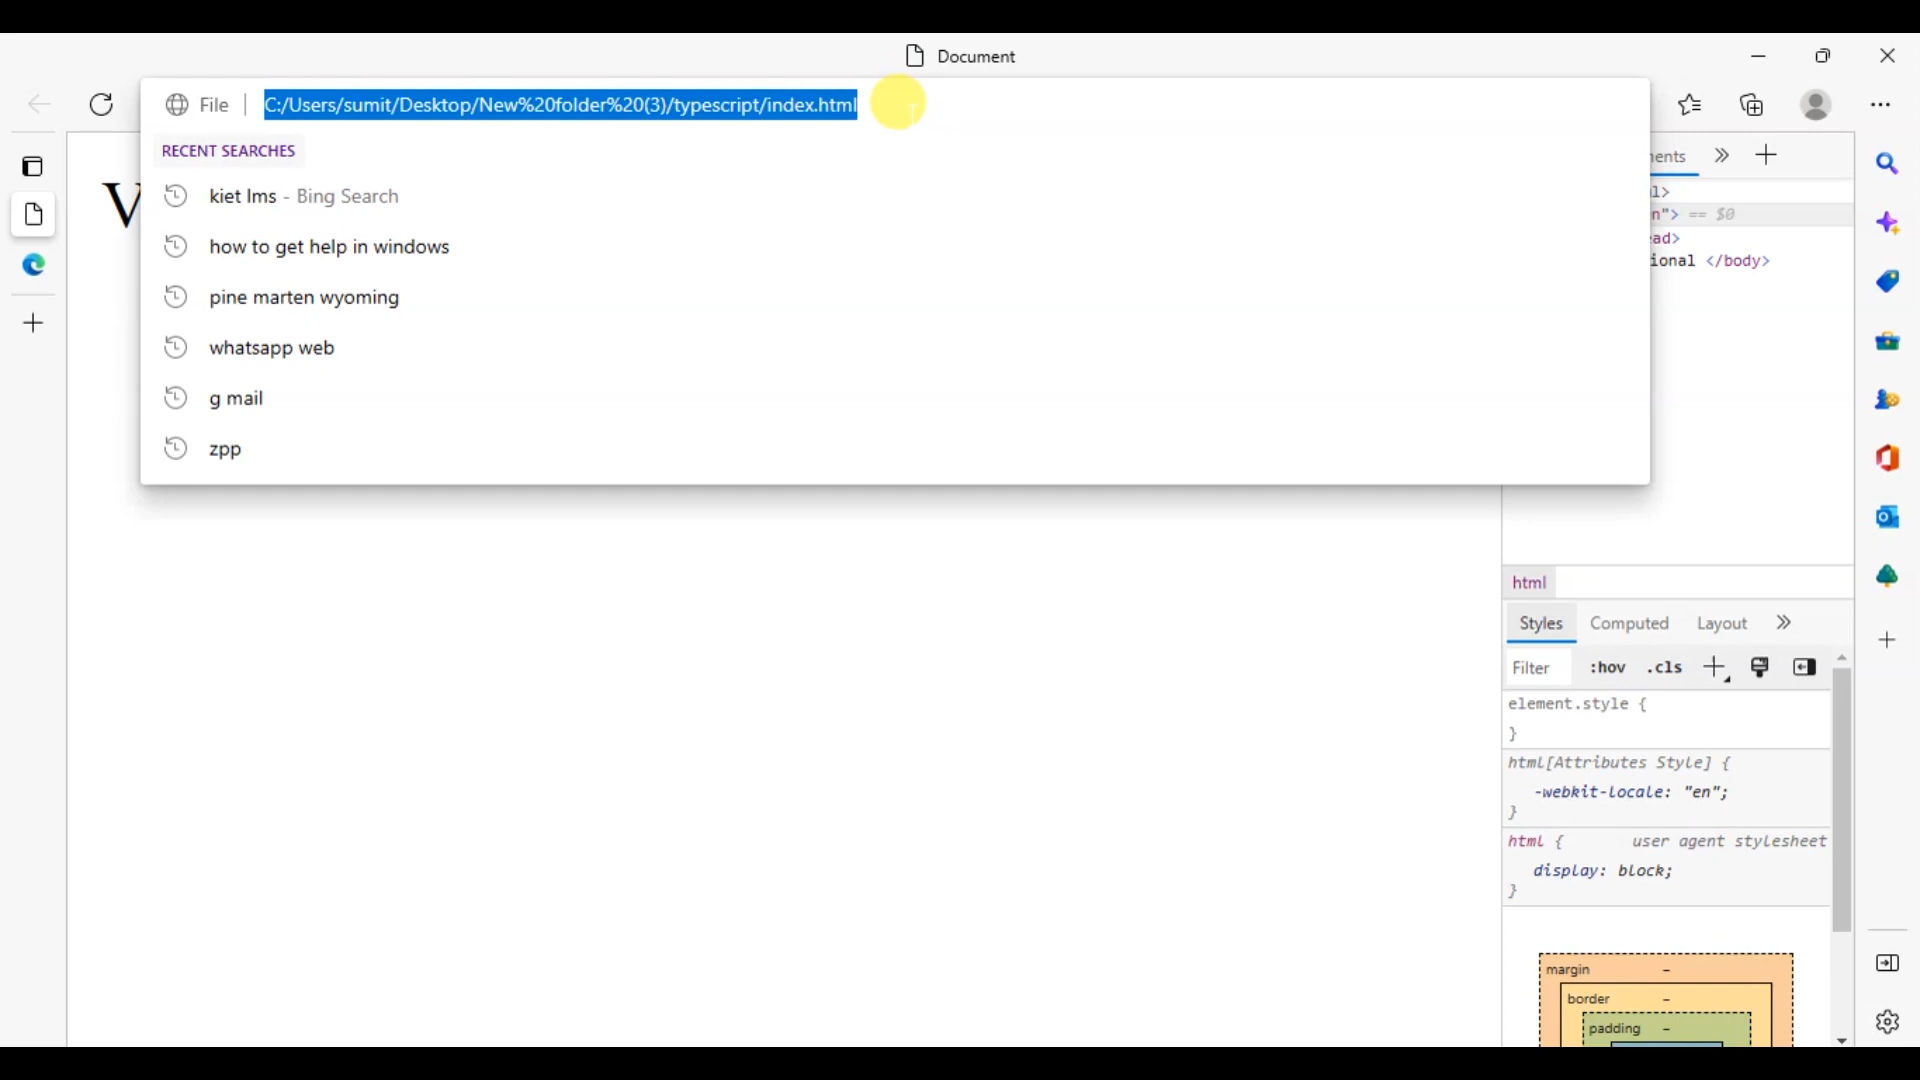 Document
File
C:/Users/sumit/Desktop/New%20folder%20(3)/typescript/index.html
RECENT SEARCHES
kiet lms - Bing Search
how to get help in windows
pine marten wyoming
whatsapp web
g mail
zpp
V
ents
l>
n"> == $0
ad>
ional </body>
html
Styles Computed Layout
Filter :hov .cls
element.style {
}
html[Attributes Style] {
-webkit-locale: "en";
}
html { user agent stylesheet
display: block;
}
margin -
border -
padding -